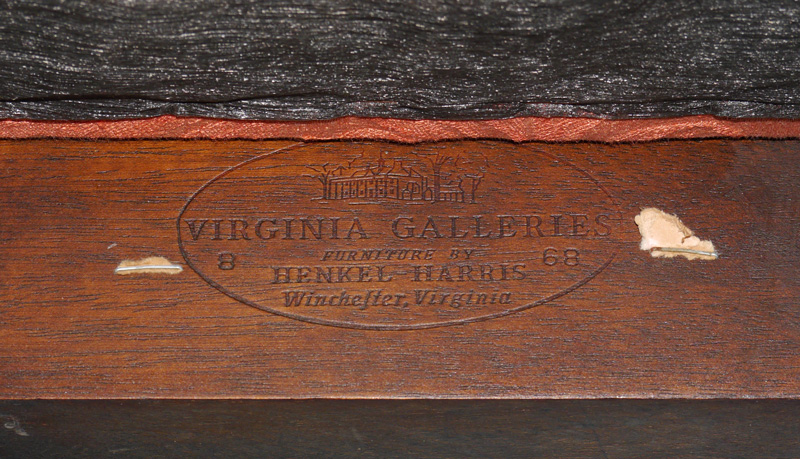 VIRGINIA GALLERIES
8 FURNITURE BY 68
HENKEL-HARRIS
Winchester, Virginia